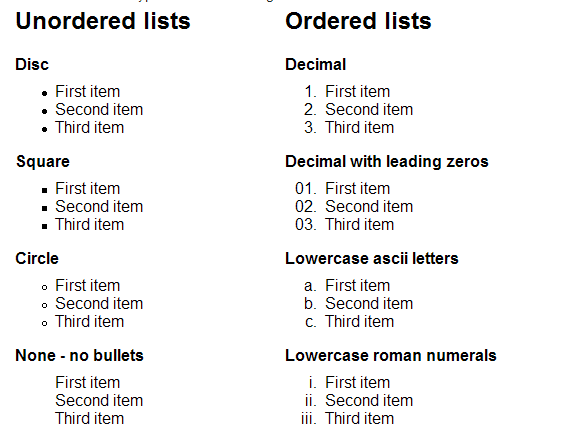 Unordered lists
Disc
• First item
• Second item
• Third item
Square
▪ First item
▪ Second item
▪ Third item
Circle
◦ First item
◦ Second item
◦ Third item
None - no bullets
First item
Second item
Third item
Ordered lists
Decimal
1. First item
2. Second item
3. Third item
Decimal with leading zeros
01. First item
02. Second item
03. Third item
Lowercase ascii letters
a. First item
b. Second item
c. Third item
Lowercase roman numerals
i. First item
ii. Second item
iii. Third item